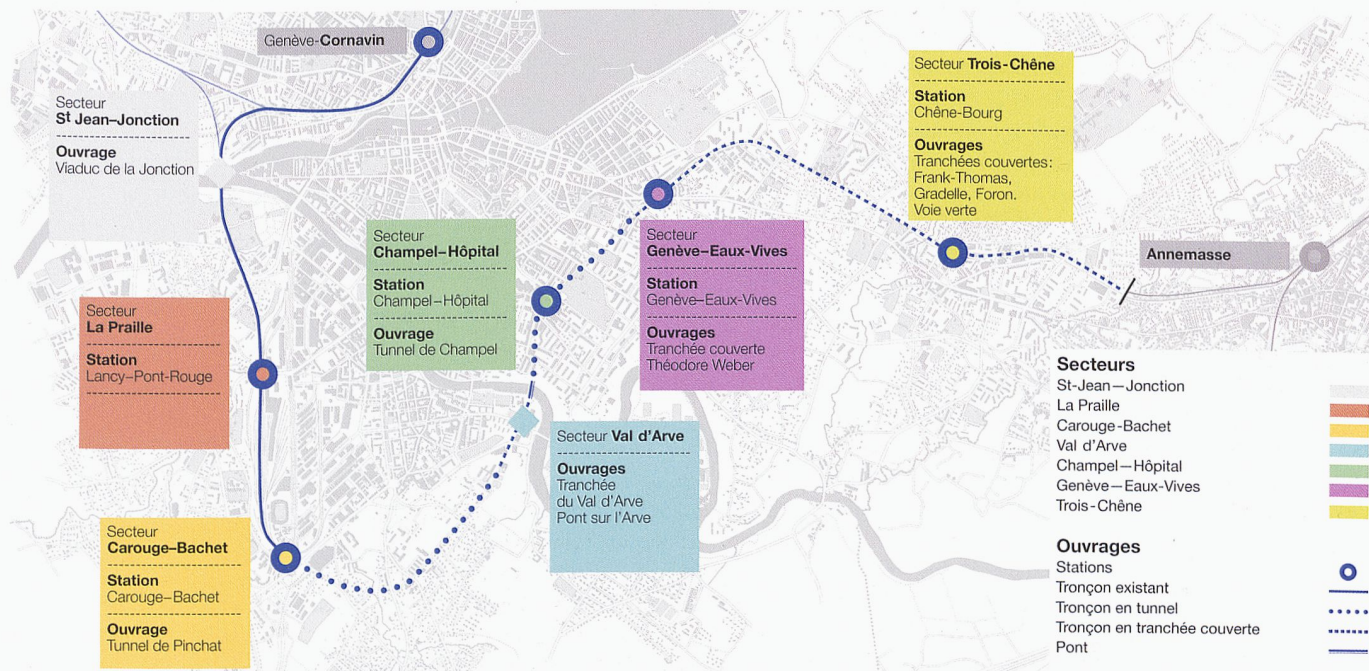 Genève-Cornavin
Secteur
St Jean–Jonction
Ouvrage
Viaduc de la Jonction
Secteur
La Praille
Station
Lancy–Pont-Rouge
Secteur
Carouge–Bachet
Station
Carouge–Bachet
Ouvrage
Tunnel de Pinchat
Secteur
Champel–Hôpital
Station
Champel–Hôpital
Ouvrage
Tunnel de Champel
Secteur Val d'Arve
Ouvrages
Tranchée
du Val d'Arve
Pont sur l'Arve
Secteur
Genève–Eaux-Vives
Station
Genève–Eaux-Vives
Ouvrages
Tranchée couverte
Théodore Weber
Secteur Trois-Chêne
Station
Chêne-Bourg
Ouvrages
Tranchées couvertes:
Frank-Thomas,
Gradelle, Foron.
Voie verte
Annemasse
Secteurs
St-Jean—Jonction
La Praille
Carouge-Bachet
Val d'Arve
Champel—Hôpital
Genève—Eaux-Vives
Trois-Chêne
Ouvrages
Stations
Tronçon existant
Tronçon en tunnel
Tronçon en tranchée couverte
Pont